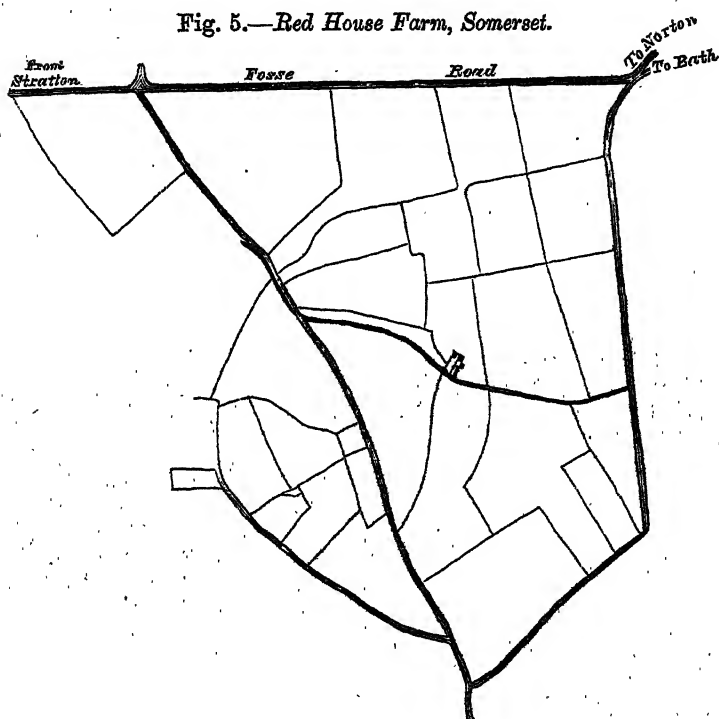 Fig. 5.—Red House Farm, Somerset.
From
Stratton
Fosse Road
To Norton
To Bath